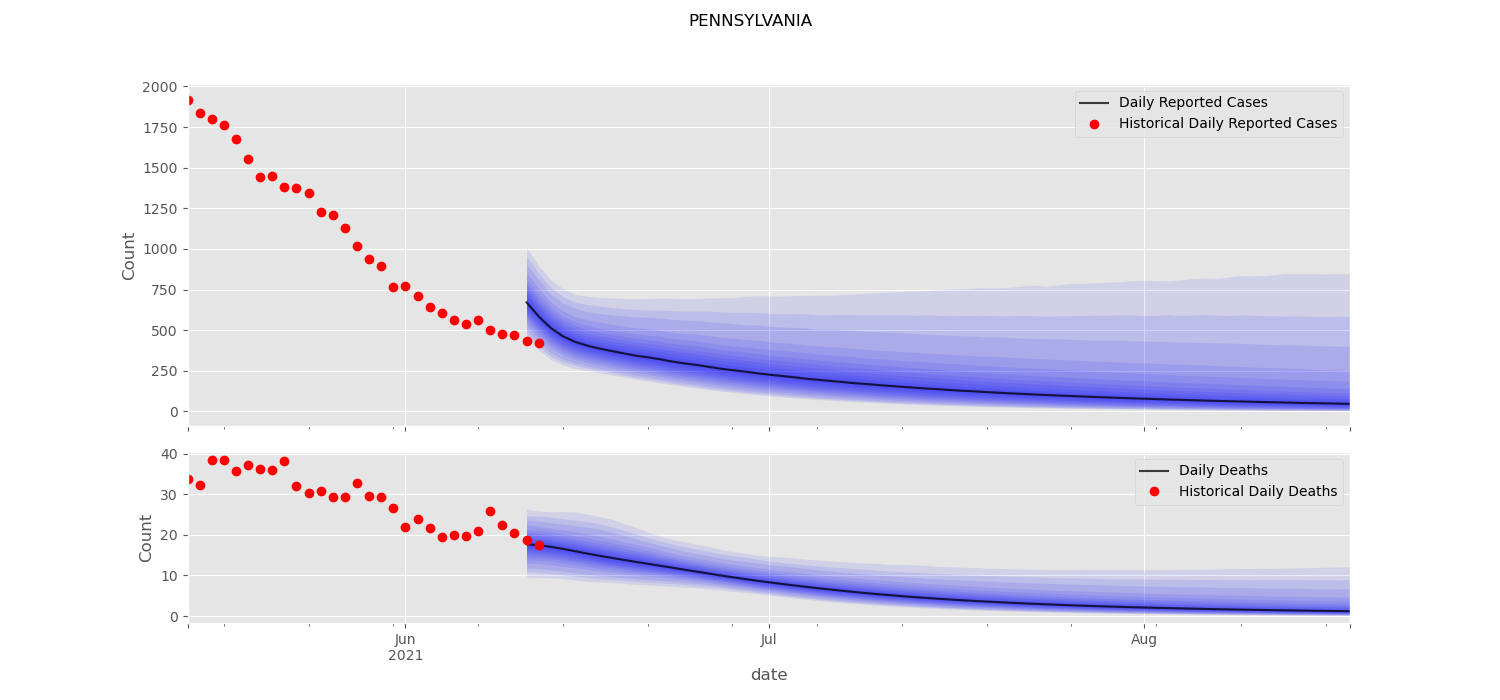 PENNSYLVANIA
2000
1750
1500
1250
1000
750
500
250
0
Count
Daily Reported Cases
Historical Daily Reported Cases
40
30
20
10
0
Count
Daily Deaths
Historical Daily Deaths
Jun
2021
Jul
Aug
date